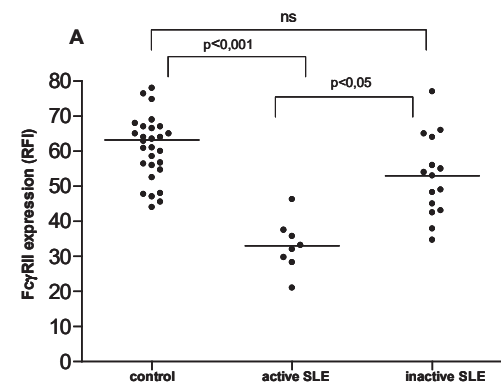 ns
A
p<0,001
p<0,05
FcγRII expression (RFI)
80
70
60
50
40
30
20
10
0
control
active SLE
inactive SLE